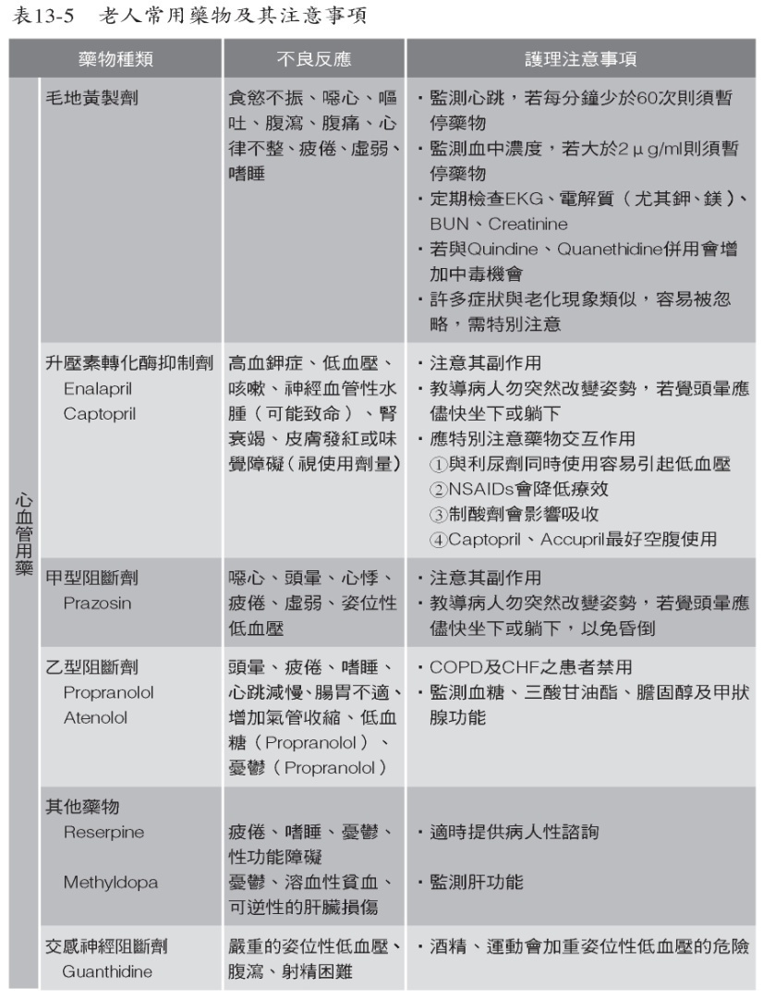 表13-5　老人常用藥物及其注意事項
藥物種類　不良反應　護理注意事項
心血管用藥
毛地黃製劑
食慾不振、噁心、嘔
吐、腹瀉、腹痛、心
律不整、疲倦、虛弱、
嗜睡
・監測心跳，若每分鐘少於60次則須暫
停藥物
・監測血中濃度，若大於2μg/ml則須暫
停藥物
・定期檢查EKG、電解質（尤其鉀、鎂）、
BUN、Creatinine
・若與Quindine、Quanethidine併用會增
加中毒機會
・許多症狀與老化現象類似，容易被忽
略，需特別注意
升壓素轉化酶抑制劑
Enalapril
Captopril
高血鉀症、低血壓、
咳嗽、神經血管性水
腫（可能致命）、腎
衰竭、皮膚發紅或味
覺障礙（視使用劑量）
・注意其副作用
・教導病人勿突然改變姿勢，若覺頭暈應
儘快坐下或躺下
・應特別注意藥物交互作用
①與利尿劑同時使用容易引起低血壓
②NSAIDs會降低療效
③制酸劑會影響吸收
④Captopril、Accupril最好空腹使用
甲型阻斷劑
Prazosin
噁心、頭暈、心悸、
疲倦、虛弱、姿位性
低血壓
・注意其副作用
・教導病人勿突然改變姿勢，若覺頭暈應
儘快坐下或躺下，以免昏倒
乙型阻斷劑
Propranolol
Atenolol
頭暈、疲倦、嗜睡、
心跳減慢、腸胃不適、
增加氣管收縮、低血
糖（Propranolol）、
憂鬱（Propranolol）
・COPD及CHF之患者禁用
・監測血糖、三酸甘油酯、膽固醇及甲狀
腺功能
其他藥物
Reserpine
疲倦、嗜睡、憂鬱、
性功能障礙
・適時提供病人性諮詢
Methyldopa
憂鬱、溶血性貧血、
可逆性的肝臟損傷
・監測肝功能
交感神經阻斷劑
Guanthidine
嚴重的姿位性低血壓、
腹瀉、射精困難
・酒精、運動會加重姿位性低血壓的危險